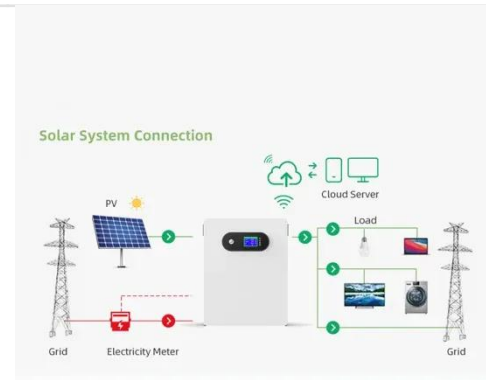 Solar System Connection
Cloud Server
PV
Load
Grid
Electricity Meter
Grid